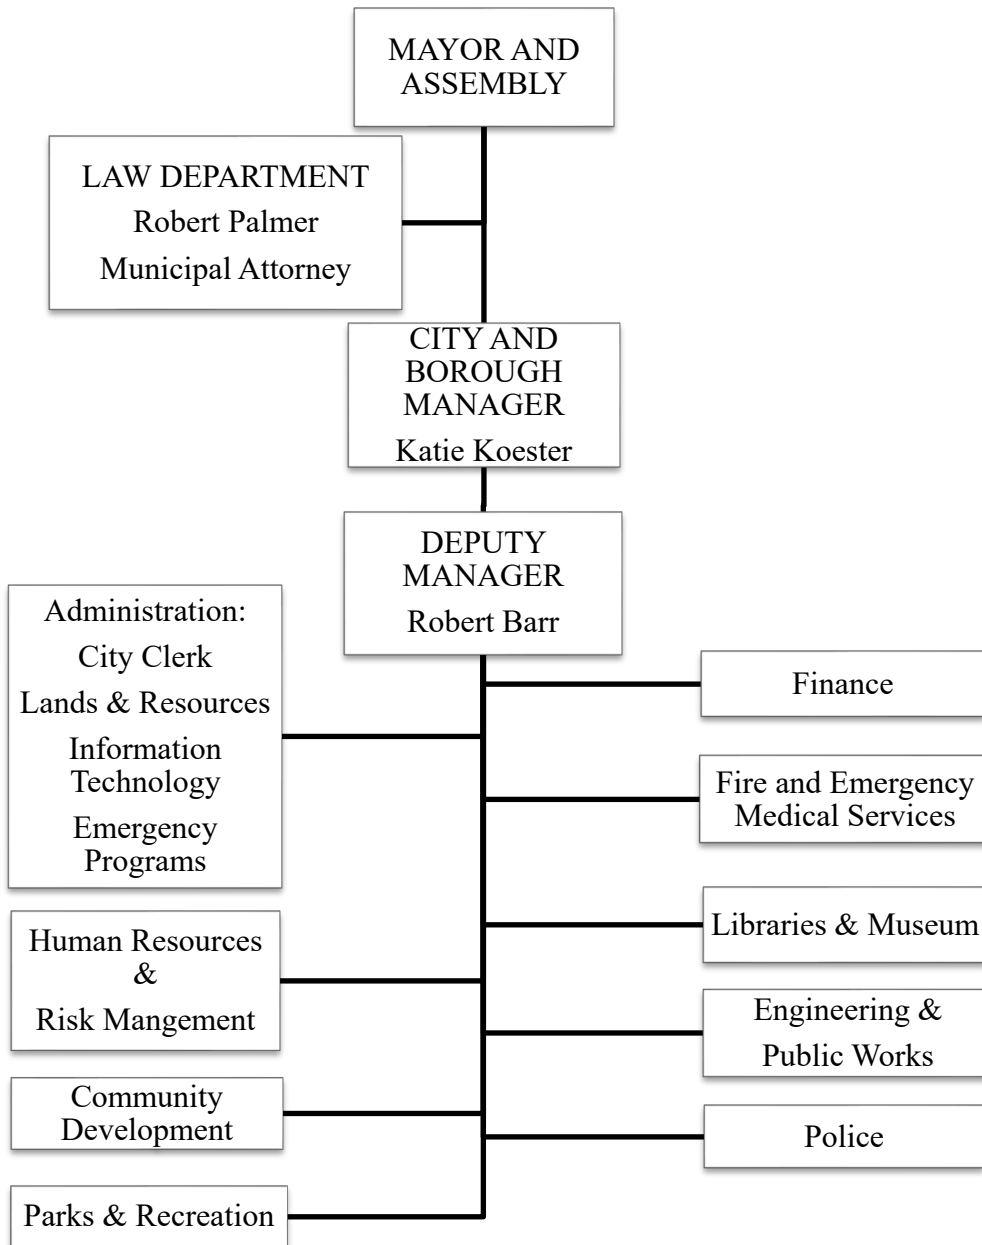 MAYOR AND
ASSEMBLY
LAW DEPARTMENT
Robert Palmer
Municipal Attorney
CITY AND
BOROUGH
MANAGER
Katie Koester
DEPUTY
MANAGER
Robert Barr
Administration:
City Clerk
Lands & Resources
Information
Technology
Emergency
Programs
Human Resources
&
Risk Mangement
Community
Development
Parks & Recreation
Finance
Fire and Emergency
Medical Services
Libraries & Museum
Engineering &
Public Works
Police